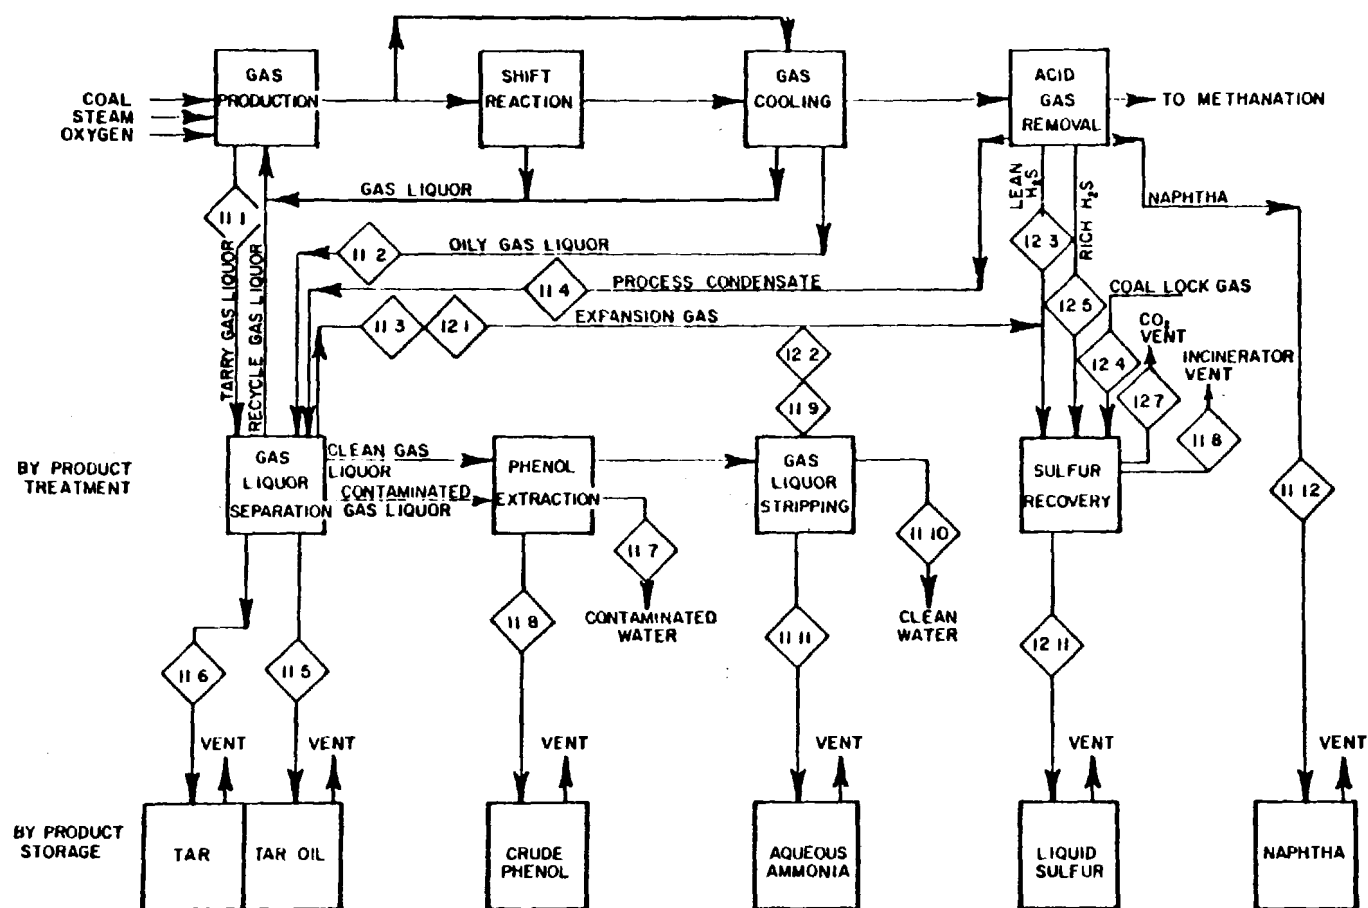 GAS
PRODUCTION
SHIFT
REACTION
GAS
COOLING
ACID
GAS
REMOVAL
COAL
STEAM
OXYGEN
TO METHANATION
GAS LIQUOR
LEAN
H₂S
RICH H₂S
NAPHTHA
11 1
11 2
OILY GAS LIQUOR
12 3
11 4
PROCESS CONDENSATE
12 5
COAL LOCK GAS
11 3
12 1
EXPANSION GAS
TARRY GAS LIQUOR
RECYCLE GAS LIQUOR
12 2
12 4
CO₂
VENT
INCINERATOR
VENT
12 7
11 9
11 8
BY PRODUCT
TREATMENT
GAS
LIQUOR
SEPARATION
CLEAN GAS
LIQUOR
CONTAMINATED
GAS LIQUOR
PHENOL
EXTRACTION
GAS
LIQUOR
STRIPPING
SULFUR
RECOVERY
11 12
11 7
11 10
CONTAMINATED
WATER
CLEAN
WATER
11 8
11 11
12 11
11 6
11 5
VENT
VENT
VENT
VENT
VENT
VENT
BY PRODUCT
STORAGE
TAR
TAR OIL
CRUDE
PHENOL
AQUEOUS
AMMONIA
LIQUID
SULFUR
NAPHTHA